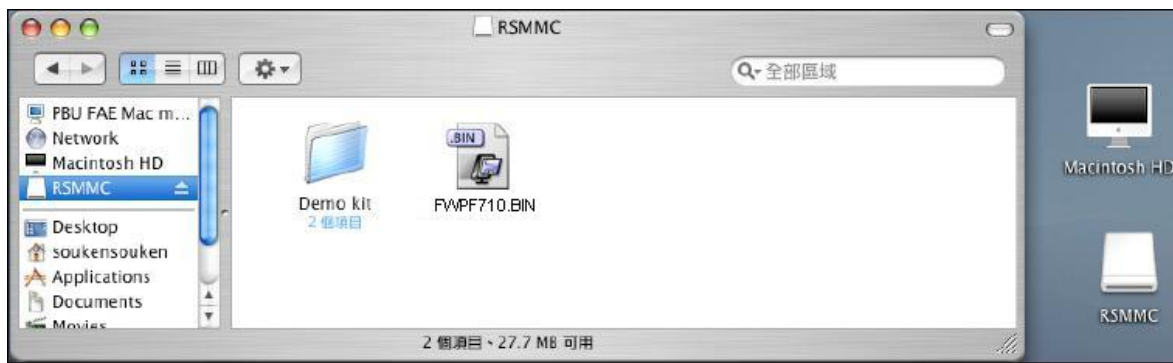 RSMMC
全部區域
PBU FAE Mac m...
Network
Macintosh HD
RSMMC
Desktop
soukensouken
Applications
Documents
Movies
.BIN
Demo kit
2 個項目
FWPF710.BIN
2 個項目、27.7 MB 可用
Macintosh HD
RSMMC